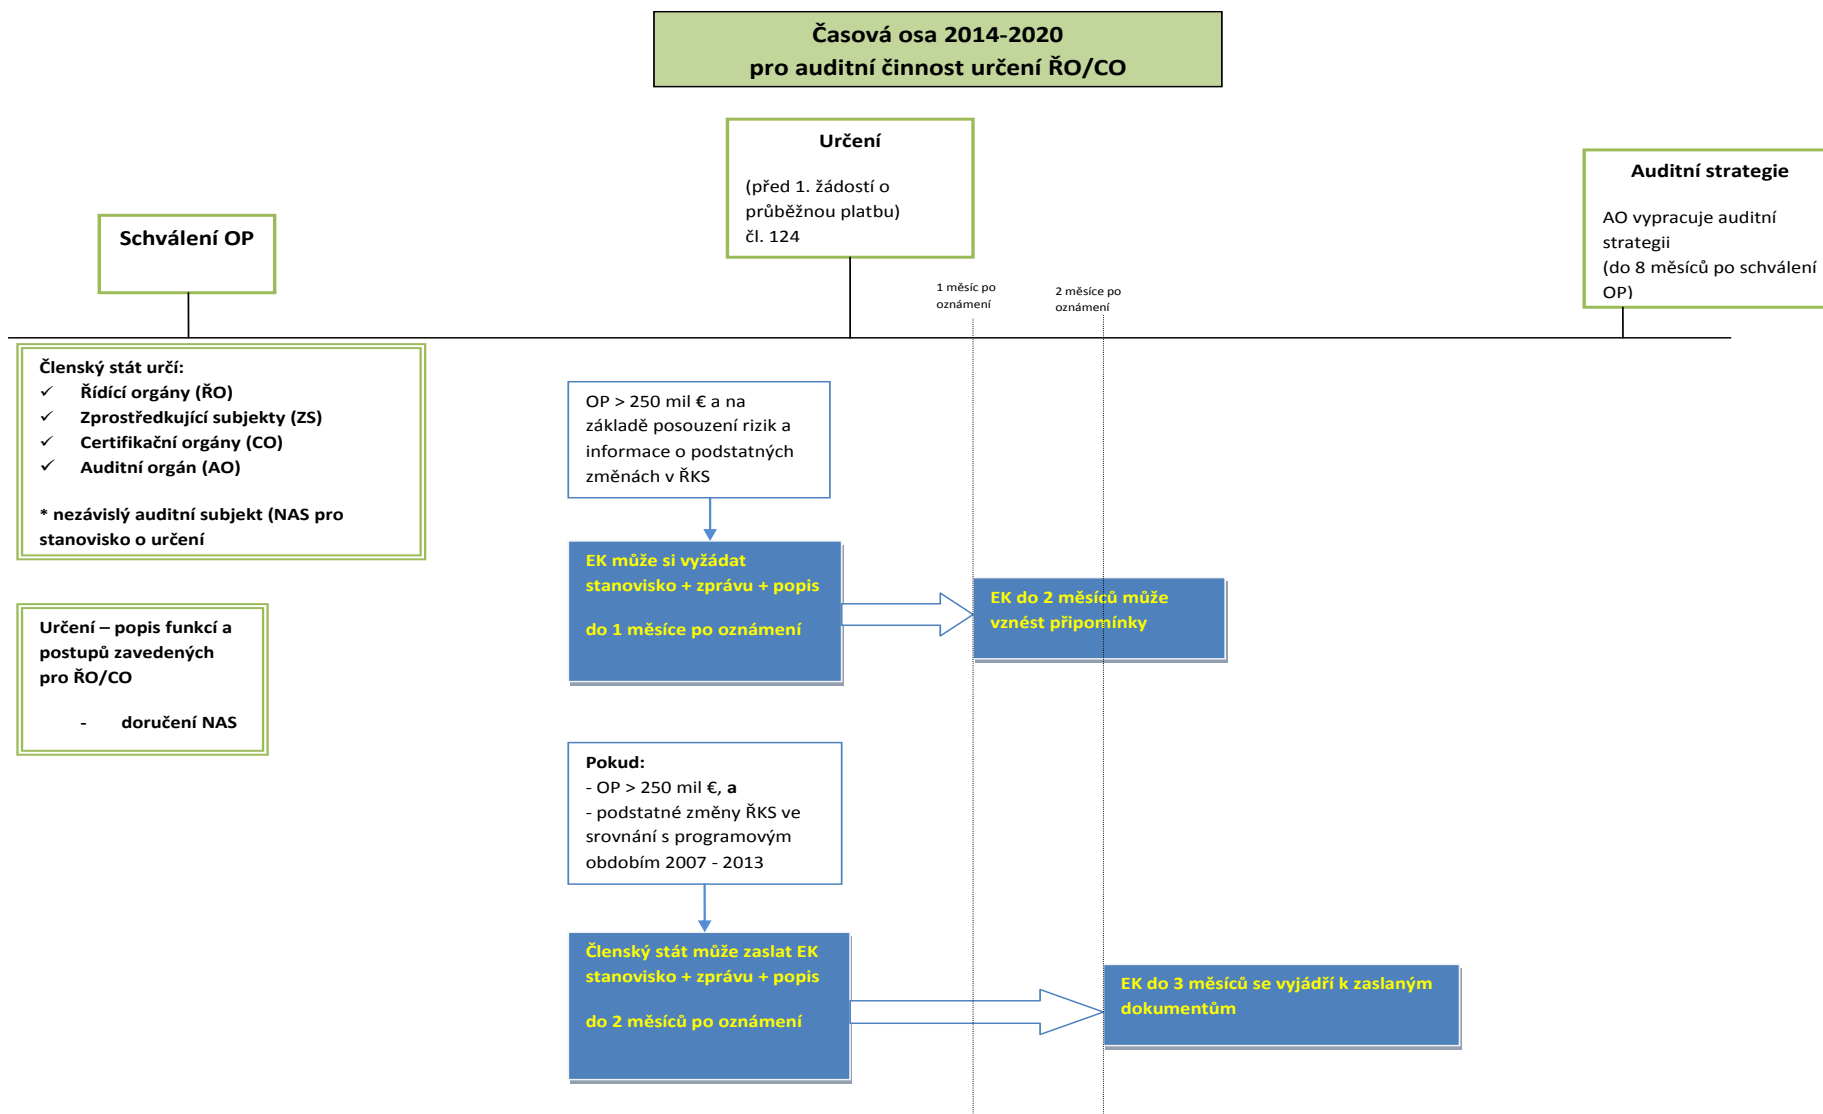 Časová osa 2014-2020
pro auditní činnost určení ŘO/CO
Schválení OP
Určení
(před 1. žádostí o
průběžnou platbu)
čl. 124
1 měsíc po
oznámení
2 měsíce po
oznámení
Auditní strategie
AO vypracuje auditní
strategii
(do 8 měsíců po schválení
OP)
Členský stát určí:
✓ Řídící orgány (ŘO)
✓ Zprostředkující subjekty (ZS)
✓ Certifikační orgány (CO)
✓ Auditní orgán (AO)
* nezávislý auditní subjekt (NAS pro
stanovisko o určení
Určení – popis funkcí a
postupů zavedených
pro ŘO/CO
- doručení NAS
OP > 250 mil € a na
základě posouzení rizik a
informace o podstatných
změnách v ŘKS
EK může si vyžádat
stanovisko + zprávu + popis
do 1 měsíce po oznámení
EK do 2 měsíců může
vznést připomínky
Pokud:
- OP > 250 mil €, a
- podstatné změny ŘKS ve
srovnání s programovým
obdobím 2007 - 2013
Členský stát může zaslat EK
stanovisko + zprávu + popis
do 2 měsíců po oznámení
EK do 3 měsíců se vyjádří k zaslaným
dokumentům